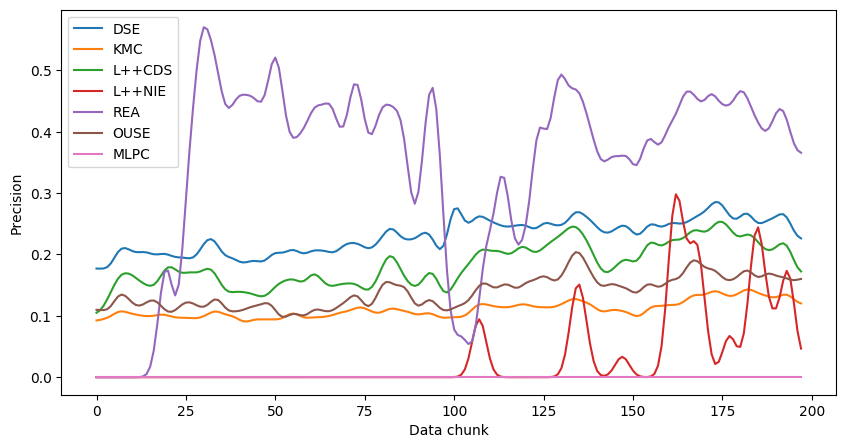 DSE
KMC
L++CDS
L++NIE
REA
OUSE
MLPC
Precision
0.5
0.4
0.3
0.2
0.1
0.0
0 25 50 75 100 125 150 175 200
Data chunk